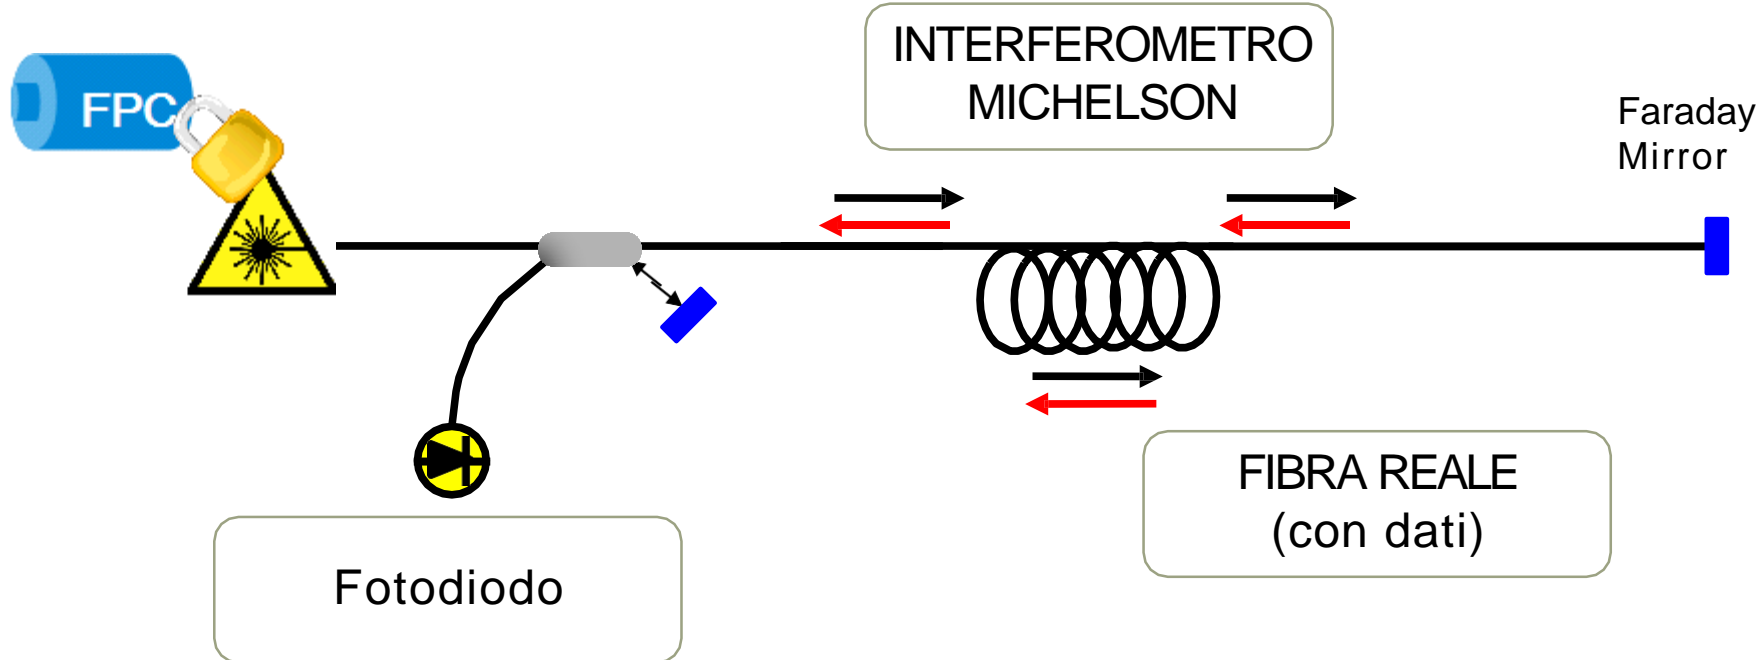 INTERFEROMETRO
MICHELSON
FPC
Faraday
Mirror
FIBRA REALE
(con dati)
Fotodiodo